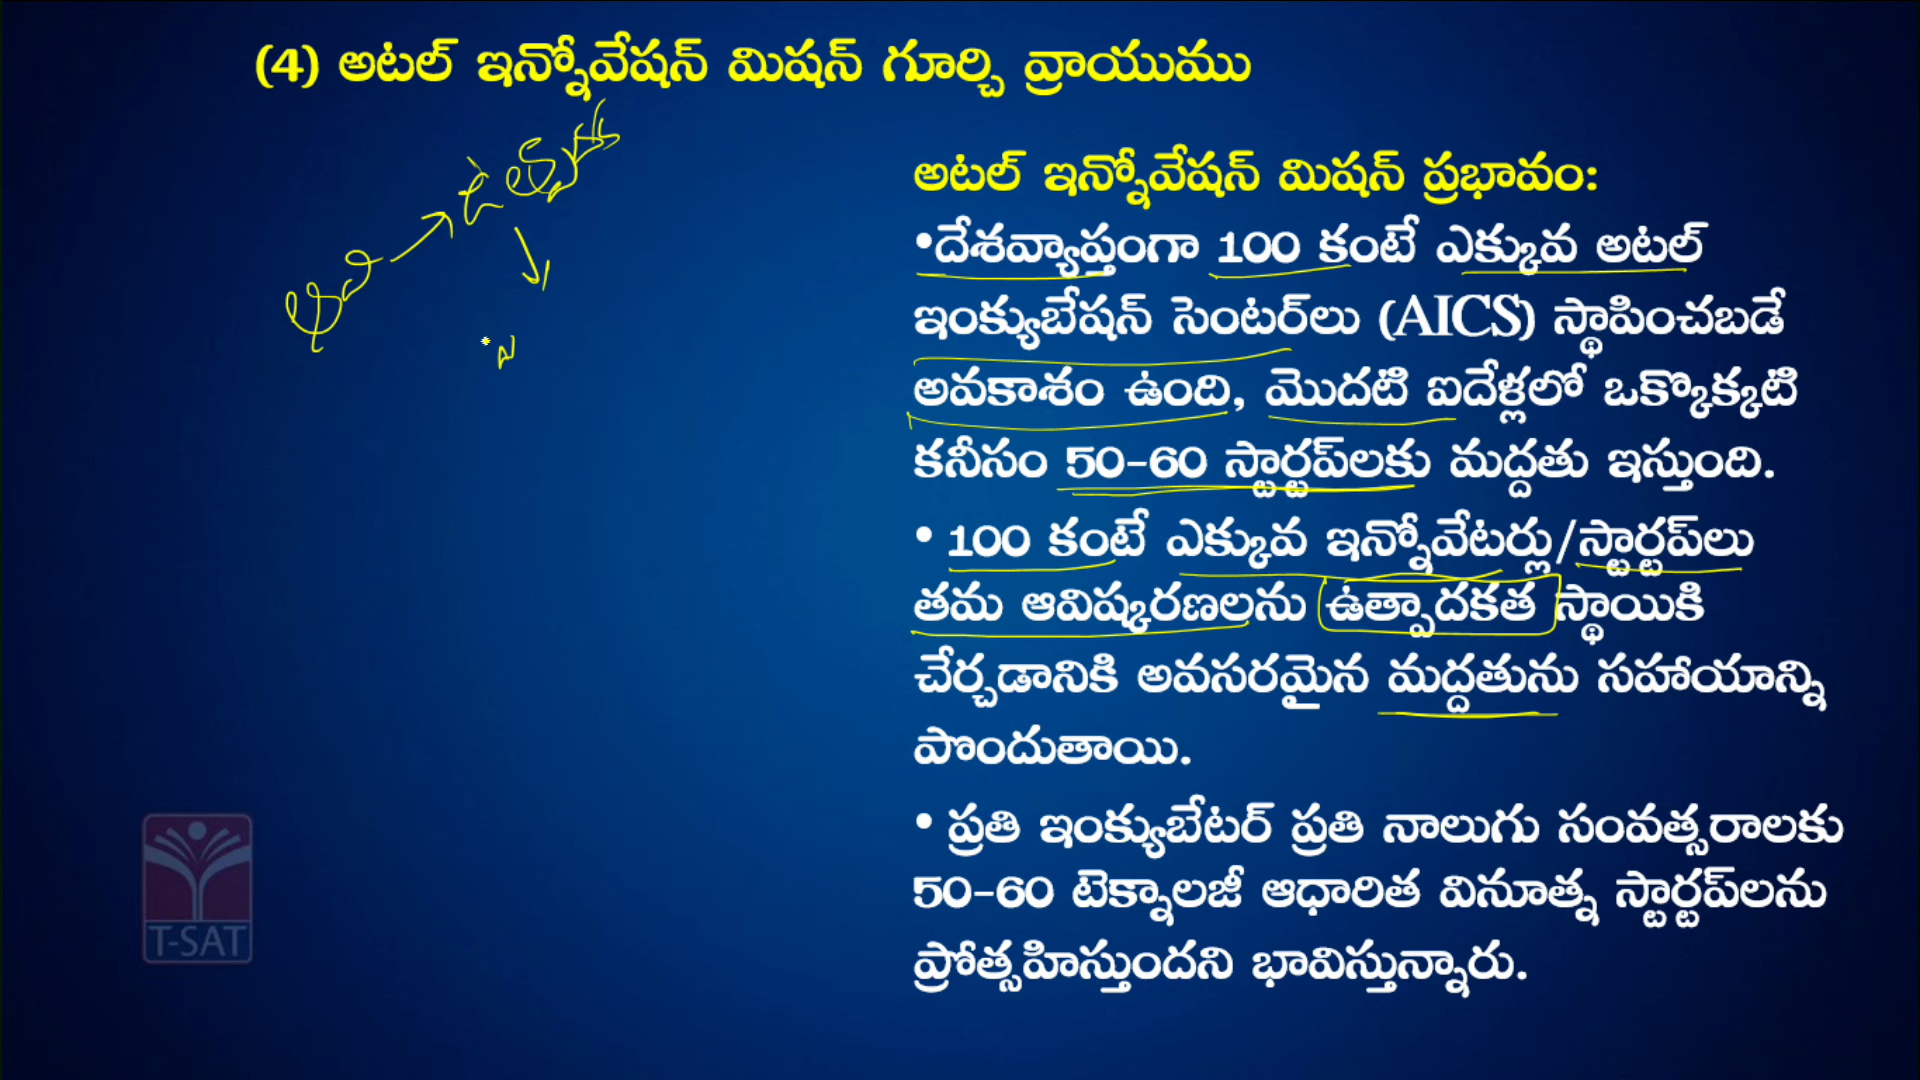 (4) అటల్ ఇన్నోవేషన్ మిషన్ గూర్చి వ్రాయుము
అటల్ ఇన్నోవేషన్ మిషన్ ప్రభావం:
•దేశవ్యాప్తంగా 100 కంటే ఎక్కువ అటల్
ఇంక్యుబేషన్ సెంటర్‌లు (AICS) స్థాపించబడే
అవకాశం ఉంది, మొదటి ఐదేళ్లలో ఒక్కొక్కటి
కనీసం 50-60 స్టార్టప్‌లకు మద్దతు ఇస్తుంది.
• 100 కంటే ఎక్కువ ఇన్నోవేటర్లు/స్టార్టప్‌లు
తమ ఆవిష్కరణలను ఉత్పాదకత స్థాయికి
చేర్చడానికి అవసరమైన మద్దతును సహాయాన్ని
పొందుతాయి.
• ప్రతి ఇంక్యుబేటర్ ప్రతి నాలుగు సంవత్సరాలకు
50-60 టెక్నాలజీ ఆధారిత వినూత్న స్టార్టప్‌లను
ప్రోత్సహిస్తుందని భావిస్తున్నారు.
T-SAT